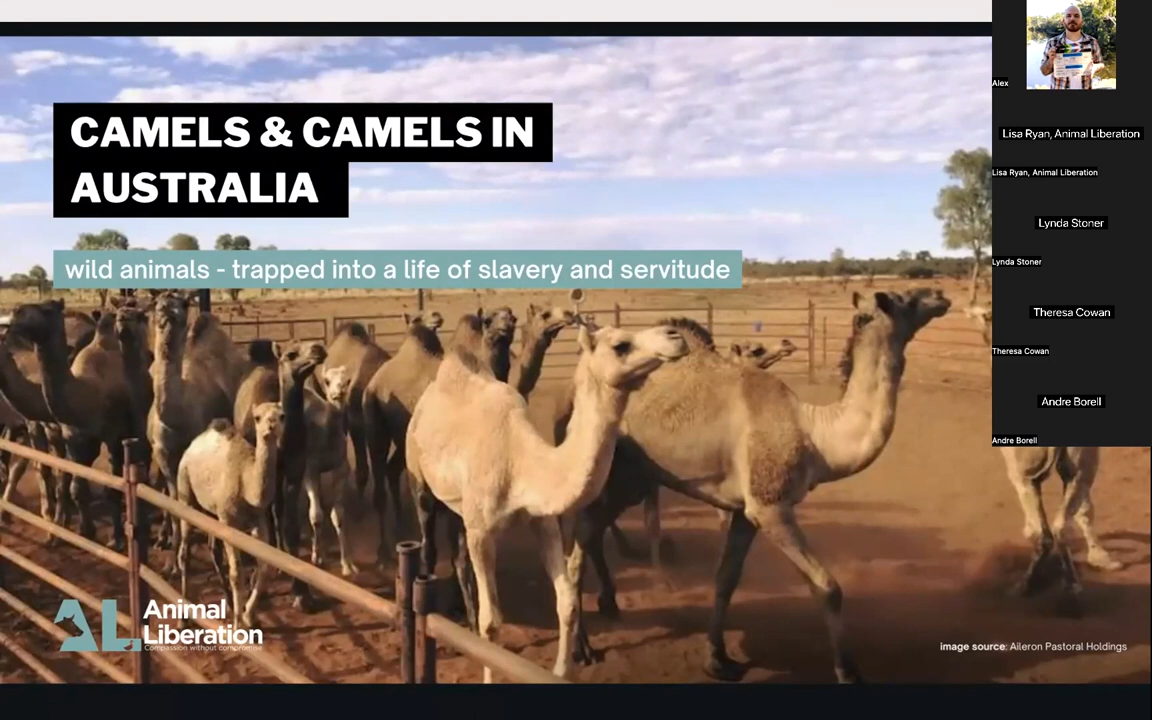 CAMELS & CAMELS IN
AUSTRALIA
wild animals - trapped into a life of slavery and servitude
AL
Animal
Liberation
Compassion without compromise
image source: Aileron Pastoral Holdings
Alex
Lisa Ryan, Animal Liberation
Lisa Ryan, Animal Liberation
Lynda Stoner
Lynda Stoner
Theresa Cowan
Theresa Cowan
Andre Borell
Andre Borell